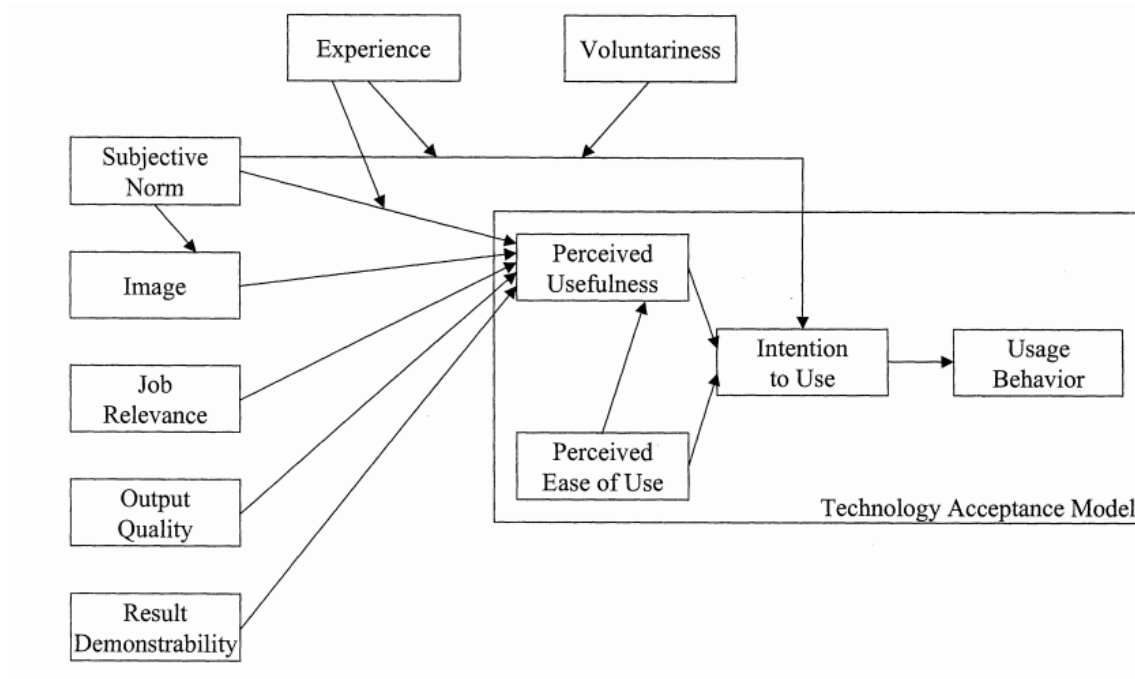 Experience
Voluntariness
Subjective
Norm
Image
Job
Relevance
Output
Quality
Result
Demonstrability
Perceived
Usefulness
Perceived
Ease of Use
Intention
to Use
Usage
Behavior
Technology Acceptance Model